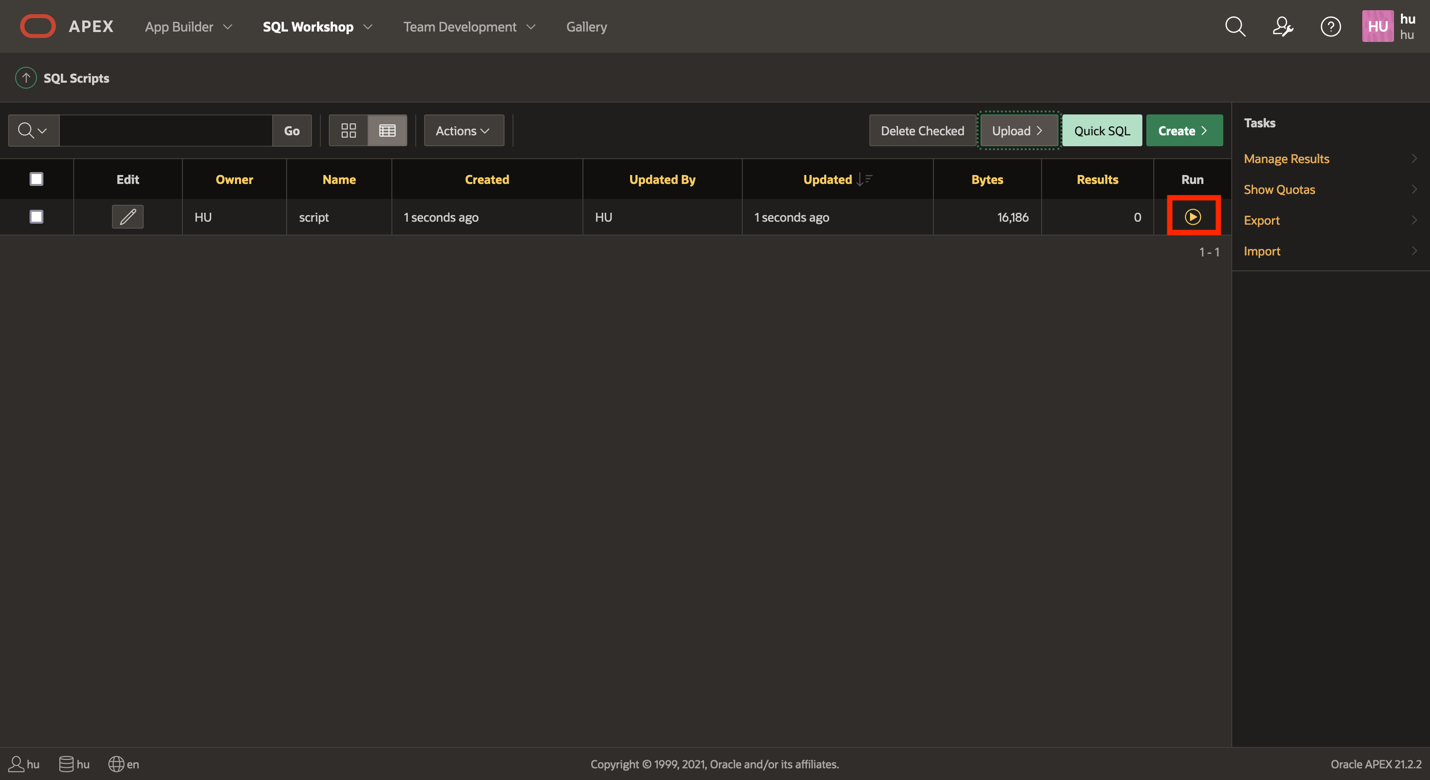 APEX App Builder SQL Workshop Team Development Gallery HU hu
hu
SQL Scripts
Go Actions Delete Checked Upload Quick SQL Create
Tasks
Manage Results
Show Quotas
Export
Import
Edit Owner Name Created Updated By Updated Bytes Results Run
HU script 1 seconds ago HU 1 seconds ago 16,186 0
1 - 1
hu hu en Copyright © 1999, 2021, Oracle and/or its affiliates. Oracle APEX 21.2.2